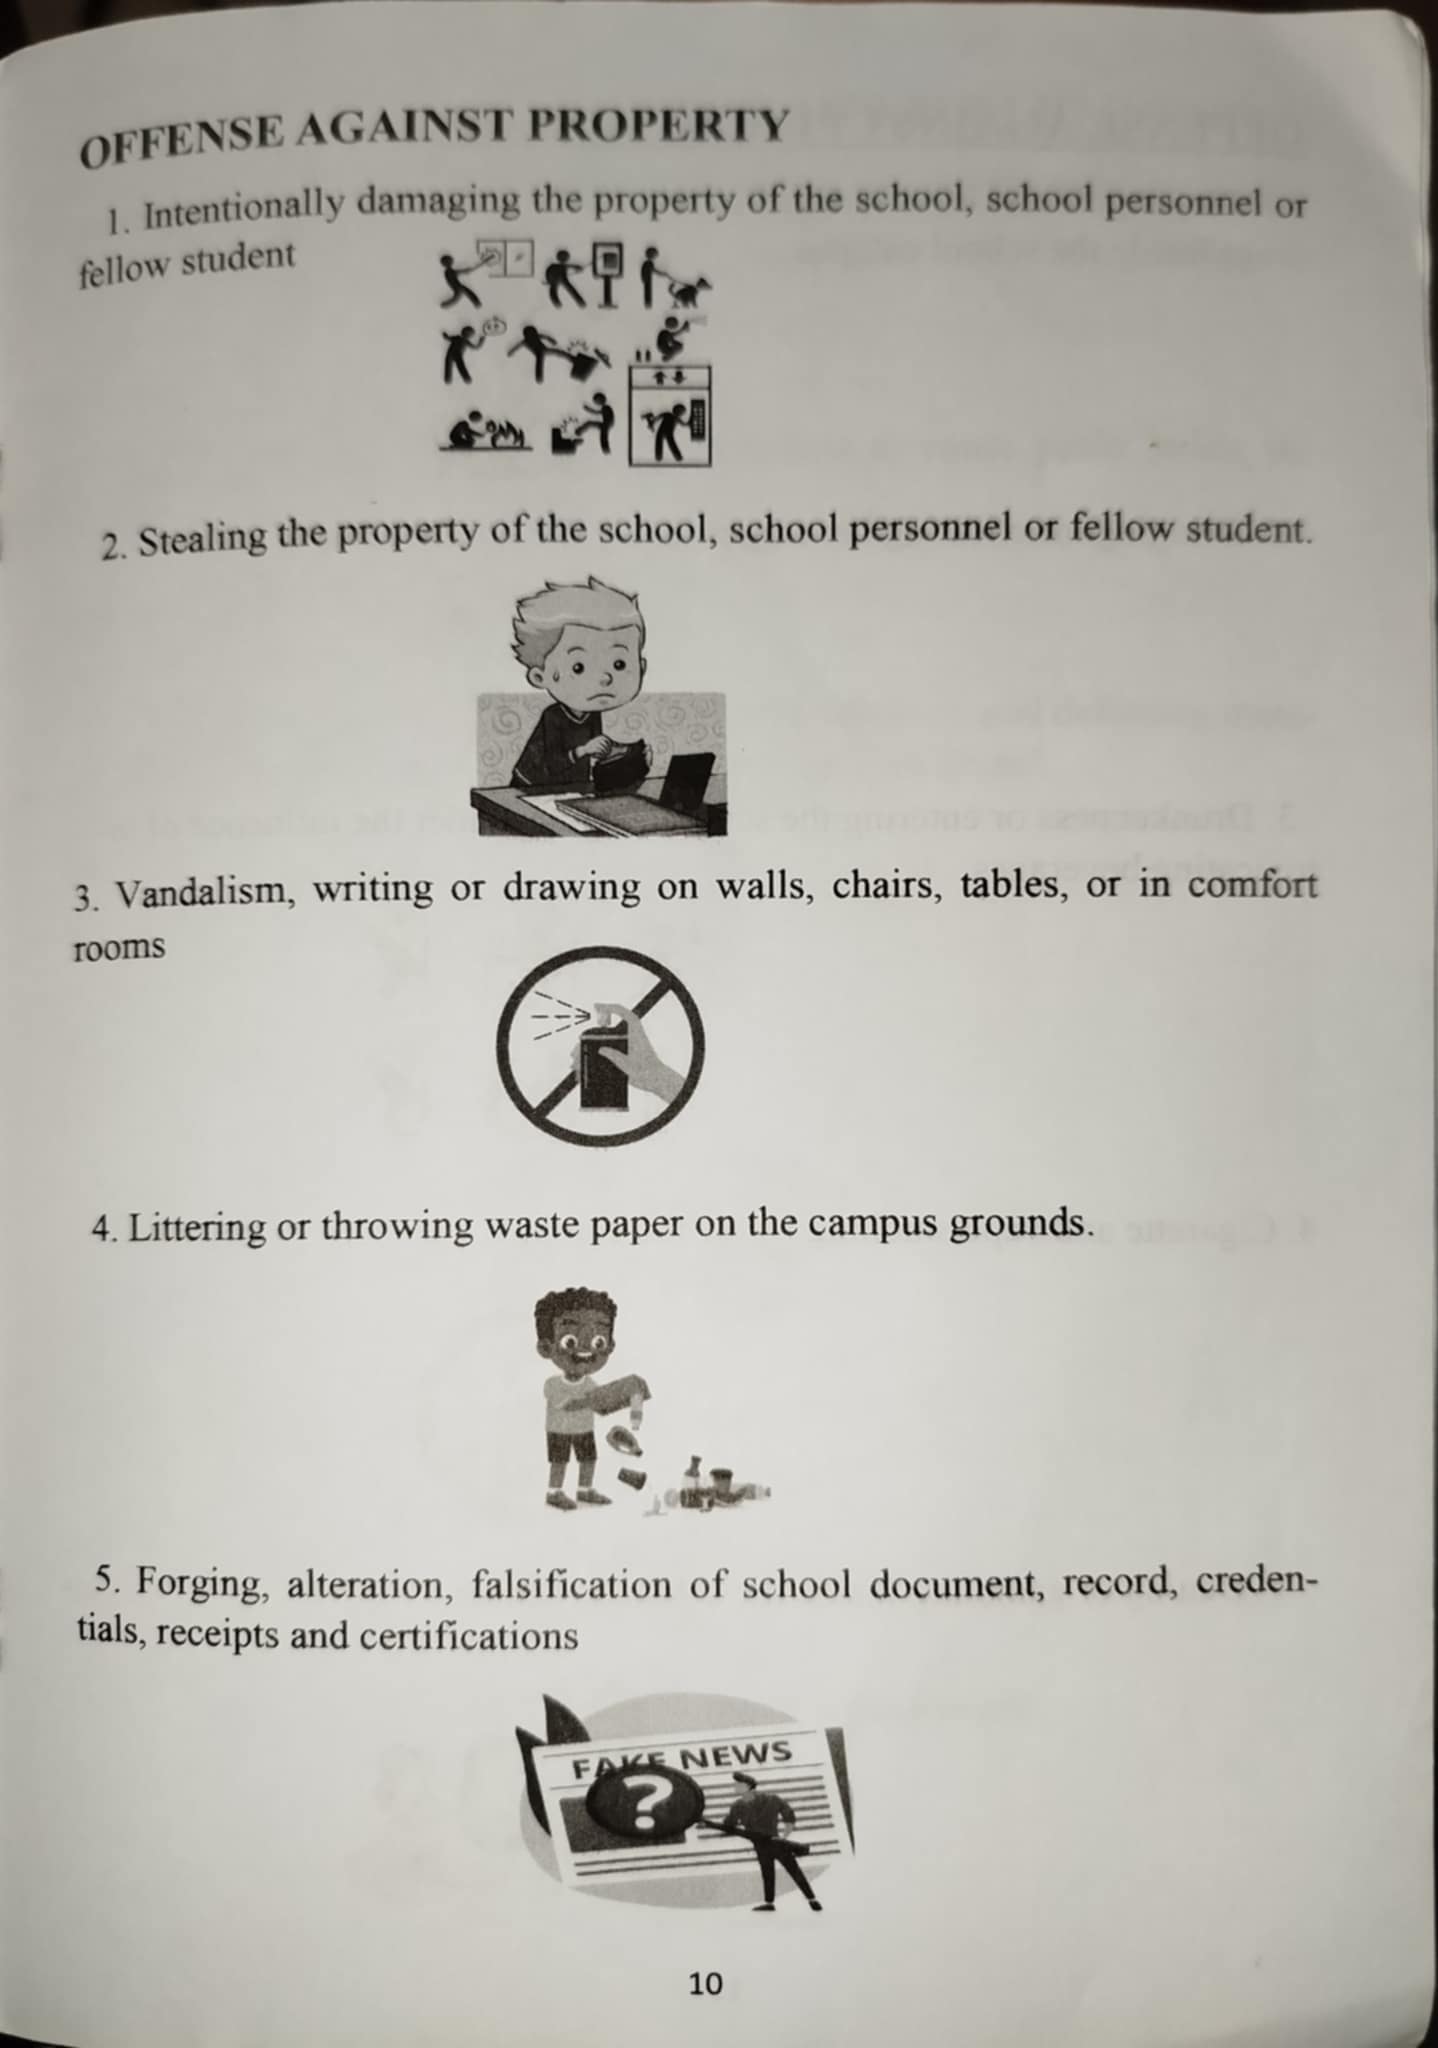 OFFENSE AGAINST PROPERTY
1. Intentionally damaging the property of the school, school personnel or
fellow student
2. Stealing the property of the school, school personnel or fellow student.
3. Vandalism, writing or drawing on walls, chairs, tables, or in comfort
rooms
4. Littering or throwing waste paper on the campus grounds.
5. Forging, alteration, falsification of school document, record, creden-
tials, receipts and certifications
FAKE NEWS
?
10